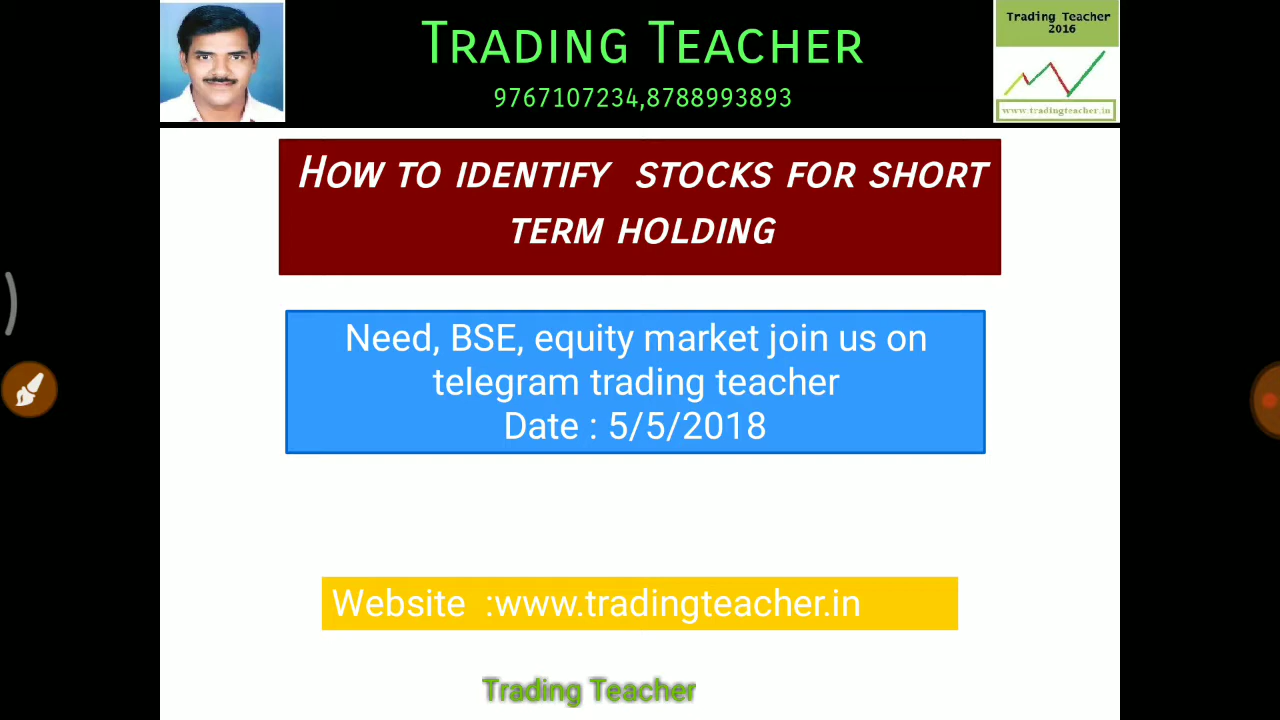 Trading Teacher
9767107234,8788993893
Trading Teacher
2016
www.tradingteacher.in
How to identify stocks for short
term holding
Need, BSE, equity market join us on
telegram trading teacher
Date : 5/5/2018
Website :www.tradingteacher.in
Trading Teacher